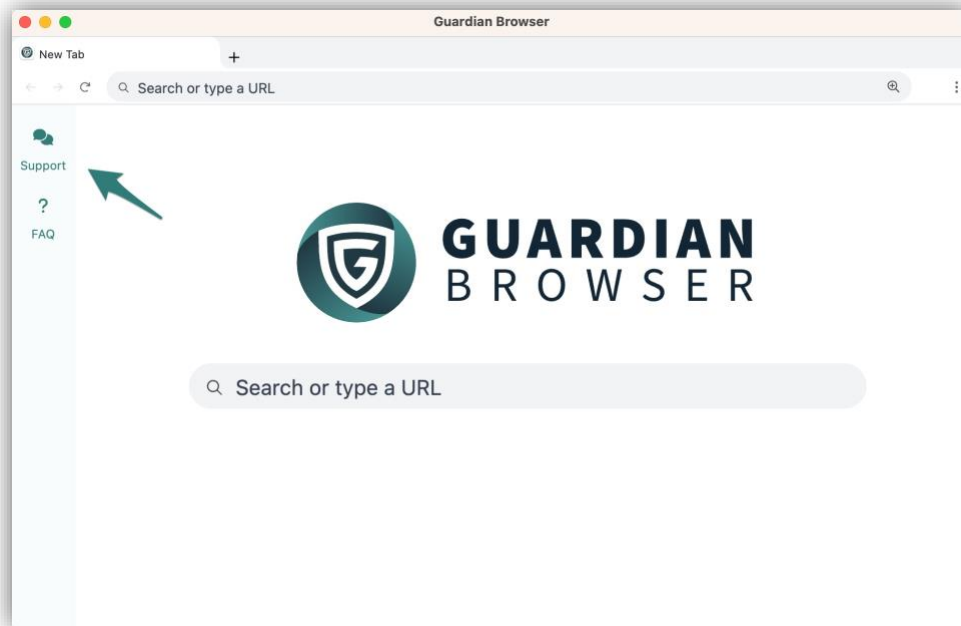 Guardian Browser
New Tab
Search or type a URL
Support
?
FAQ
GUARDIAN
BROWSER
Search or type a URL